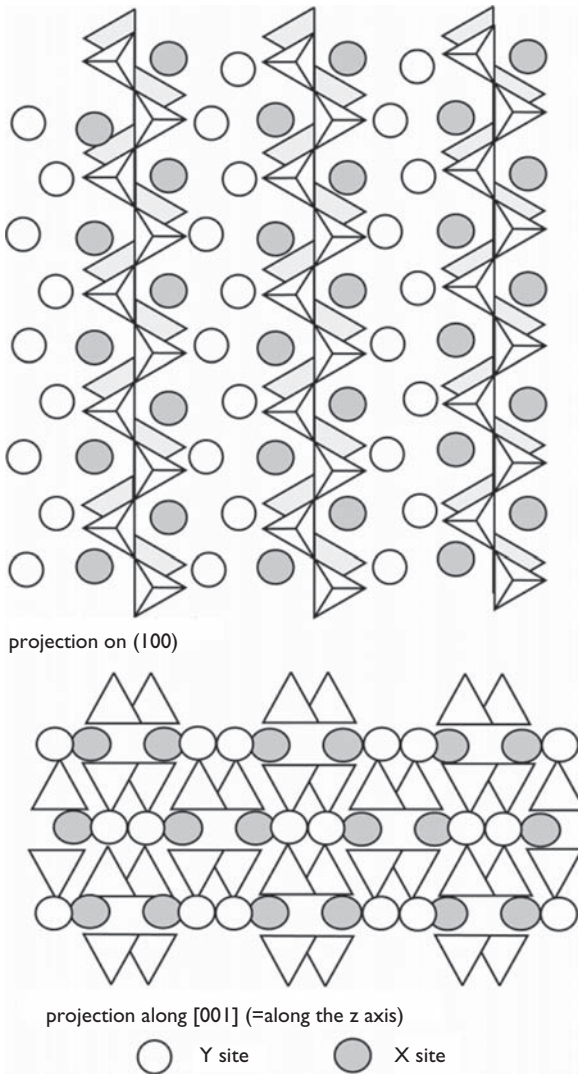 projection on (100)
projection along [001] (=along the z axis)
Y site X site